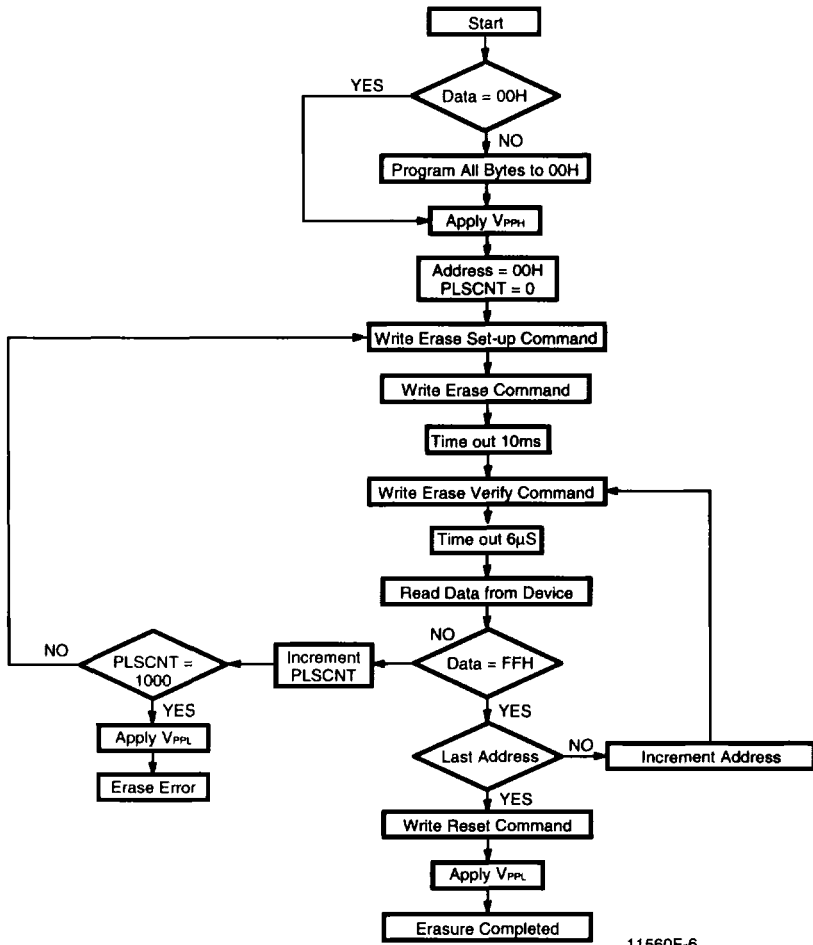 Start
YES
Data = 00H
NO
Program All Bytes to 00H
Apply VPPH
Address = 00H
PLSCNT = 0
Write Erase Set-up Command
Write Erase Command
Time out 10ms
Write Erase Verify Command
Time out 6µS
Read Data from Device
NO
Data = FFH
Increment
PLSCNT
NO
PLSCNT =
1000
YES
Apply VPPL
Erase Error
YES
Last Address
NO
Increment Address
YES
Write Reset Command
Apply VPPL
Erasure Completed
11560F-6